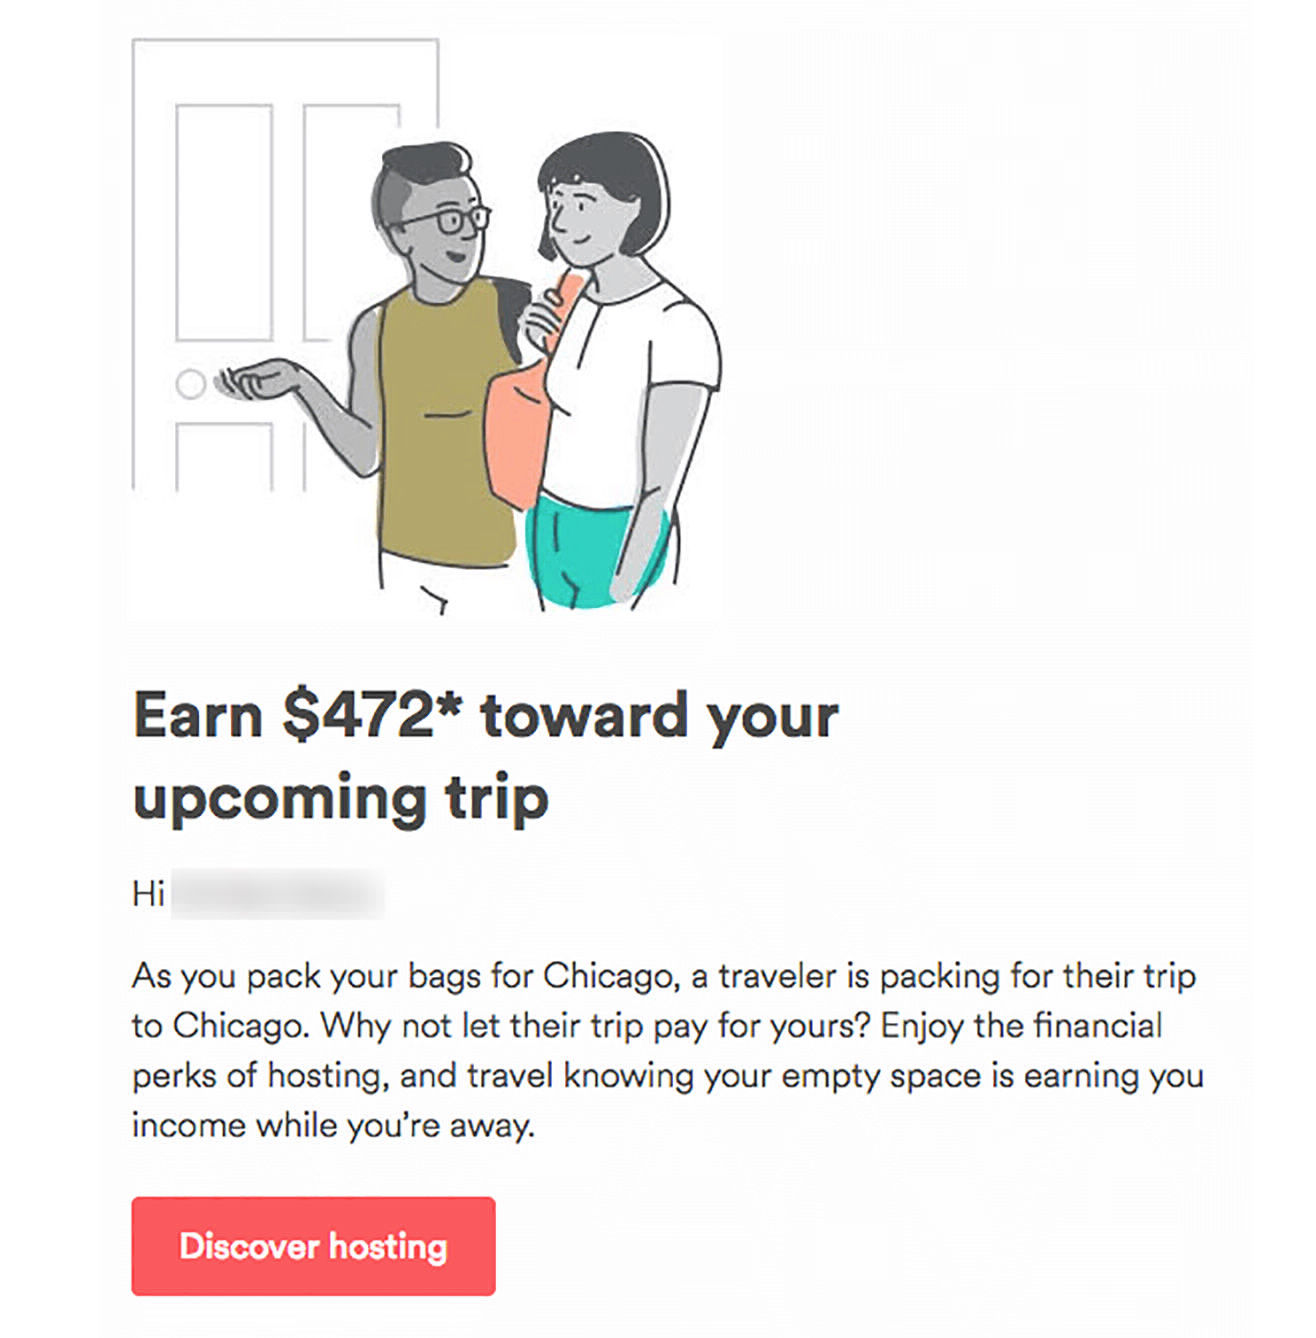 Earn $472* toward your
upcoming trip
Hi
As you pack your bags for Chicago, a traveler is packing for their trip
to Chicago. Why not let their trip pay for yours? Enjoy the financial
perks of hosting, and travel knowing your empty space is earning you
income while you’re away.
Discover hosting